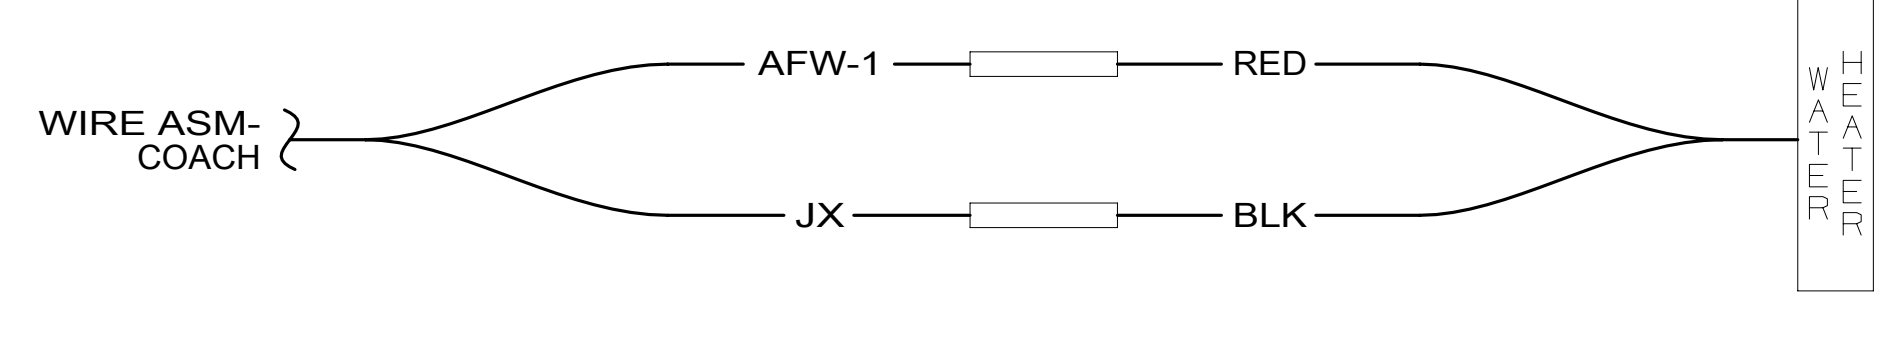 WIRE ASM-
COACH
AFW-1
RED
JX
BLK
WATER
HEATER